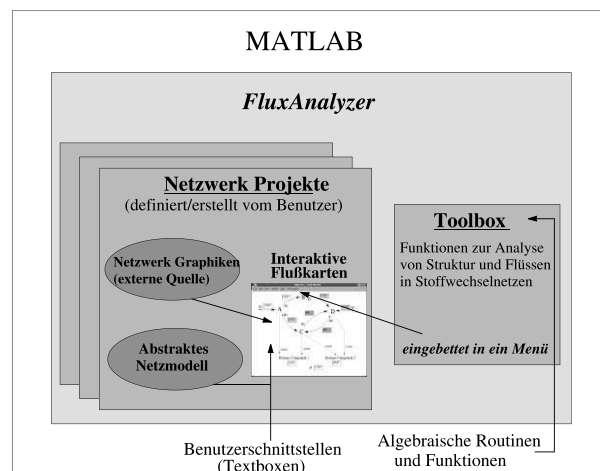 MATLAB
FluxAnalyzer
Netzwerk Projekte
(definiert/erstellt vom Benutzer)
Netzwerk Graphiken
(externe Quelle)
Interaktive
Flußkarten
Abstraktes
Netzmodell
Toolbox
Funktionen zur Analyse
von Struktur und Flüssen
in Stoffwechselnetzen
eingebettet in ein Menü
Benutzerschnittstellen
(Textboxen)
Algebraische Routinen
und Funktionen